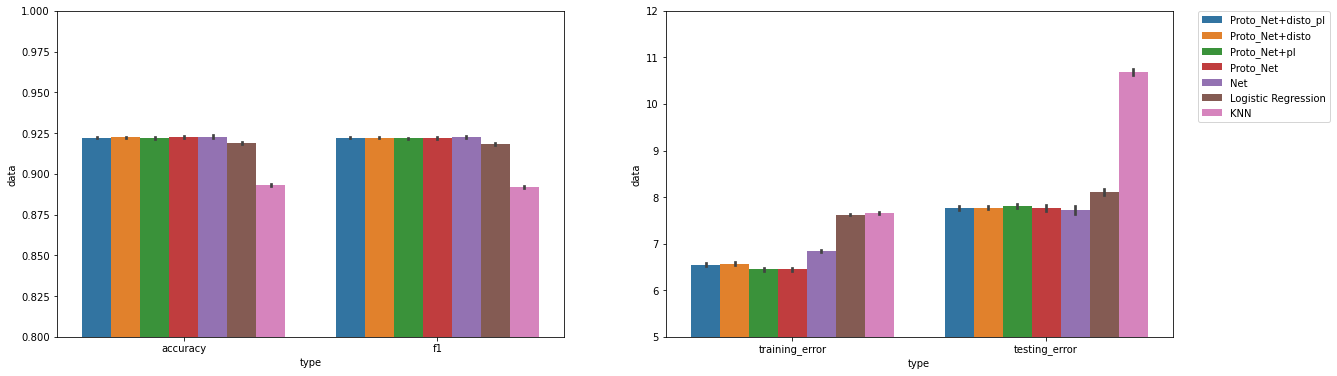 1.000
0.975
0.950
0.925
0.900
0.875
0.850
0.825
0.800
data
accuracy
f1
type
12
11
10
9
8
7
6
5
data
training_error
testing_error
type
Proto_Net+disto_pl
Proto_Net+disto
Proto_Net+pl
Proto_Net
Net
Logistic Regression
KNN